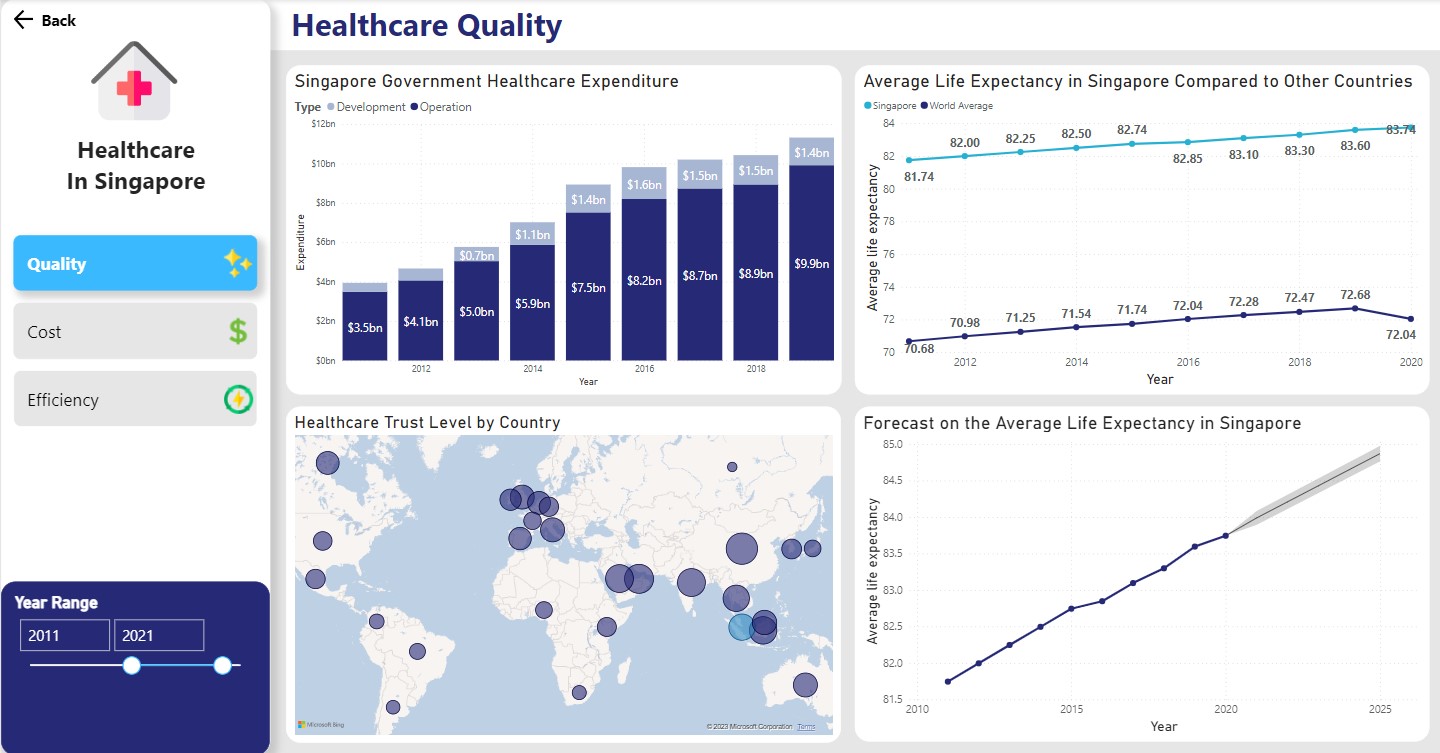 Back
Healthcare
In Singapore
Quality
Cost
Efficiency
Year Range
2011 2021
Healthcare Quality
Singapore Government Healthcare Expenditure
Type Development Operation
$12bn
$10bn
$8bn
$6bn
$4bn
$2bn
$0bn
Expenditure
$3.5bn
$4.1bn
$0.7bn
$5.0bn
$1.1bn
$5.9bn
$1.4bn
$7.5bn
$1.6bn
$8.2bn
$1.5bn
$8.7bn
$1.5bn
$8.9bn
$1.4bn
$9.9bn
2012 2014 2016 2018
Year
Average Life Expectancy in Singapore Compared to Other Countries
Singapore World Average
84
82
80
78
76
74
72
70
Average life expectancy
81.74 82.00 82.25 82.50 82.74 82.85 83.10 83.30 83.60 83.74
70.68 70.98 71.25 71.54 71.74 72.04 72.28 72.47 72.68 72.04
2012 2014 2016 2018 2020
Year
Healthcare Trust Level by Country
Microsoft Bing
© 2023 Microsoft Corporation Terms
Forecast on the Average Life Expectancy in Singapore
85.0
84.5
84.0
83.5
83.0
82.5
82.0
81.5
Average life expectancy
2010 2015 2020 2025
Year